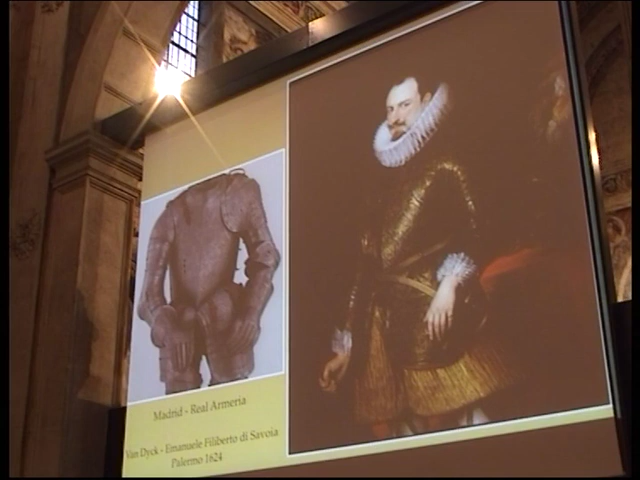 Madrid - Real Armeria
Van Dyck - Emanuele Filiberto di Savoia
Palermo 1624